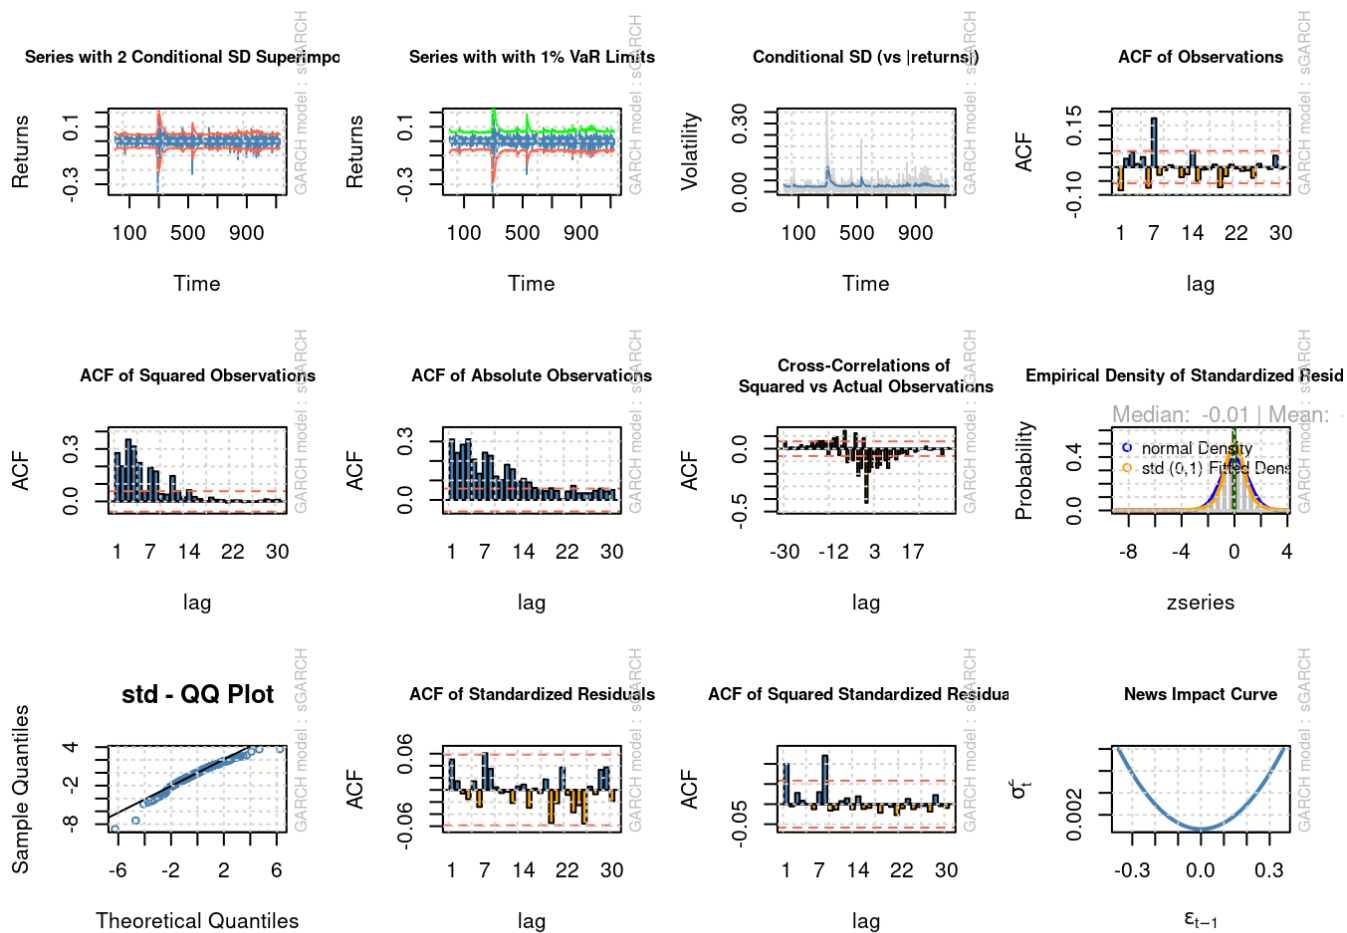 Series with 2 Conditional SD Superimpo
GARCH model : sGARCH
Returns
0.1
-0.3
100 500 900
Time
Series with with 1% VaR Limits
GARCH model : sGARCH
Returns
0.1
-0.3
100 500 900
Time
Conditional SD (vs |returns|)
GARCH model : sGARCH
Volatility
0.30
0.00
100 500 900
Time
ACF of Observations
GARCH model : sGARCH
ACF
0.15
-0.10
1 7 14 22 30
lag
ACF of Squared Observations
GARCH model : sGARCH
ACF
0.3
0.0
1 7 14 22 30
lag
ACF of Absolute Observations
GARCH model : sGARCH
ACF
0.3
0.0
1 7 14 22 30
lag
Cross-Correlations of
Squared vs Actual Observations
GARCH model : sGARCH
ACF
0.0
-0.5
-30 -12 3 17
lag
Empirical Density of Standardized Resid
GARCH model : sGARCH
Median: -0.01 | Mean:
Probability
0.4
0.0
normal Density
std (0,1) Fitted Dens
-8 -4 0 4
zseries
std - QQ Plot
GARCH model : sGARCH
Sample Quantiles
4
-2
-8
-6 -2 2 6
Theoretical Quantiles
ACF of Standardized Residuals
GARCH model : sGARCH
ACF
0.06
-0.06
1 7 14 22 30
lag
ACF of Squared Standardized Residua
GARCH model : sGARCH
ACF
-0.05
1 7 14 22 30
lag
News Impact Curve
GARCH model : sGARCH
0.002
-0.3 0.0 0.3
εt−1